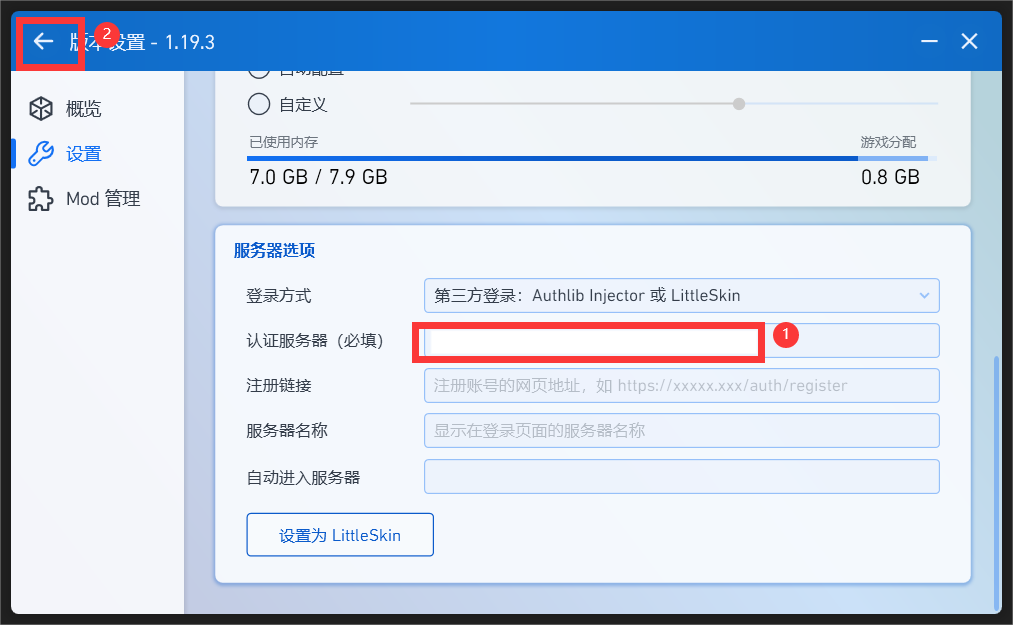 2
版本设置 - 1.19.3
概览
设置
Mod 管理
自动配置
自定义
已使用内存
游戏分配
7.0 GB / 7.9 GB
0.8 GB
服务器选项
登录方式
第三方登录：Authlib Injector 或 LittleSkin
认证服务器（必填）
1
注册链接
注册账号的网页地址，如 https://xxxxx.xxx/auth/register
服务器名称
显示在登录页面的服务器名称
自动进入服务器
设置为 LittleSkin